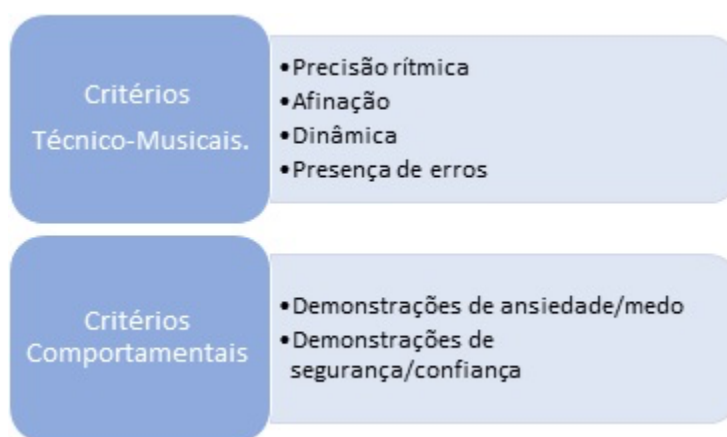 Critérios
Técnico-Musicais.
•Precisão rítmica
•Afinação
•Dinâmica
•Presença de erros
Critérios
Comportamentais
•Demonstrações de ansiedade/medo
•Demonstrações de
segurança/confiança